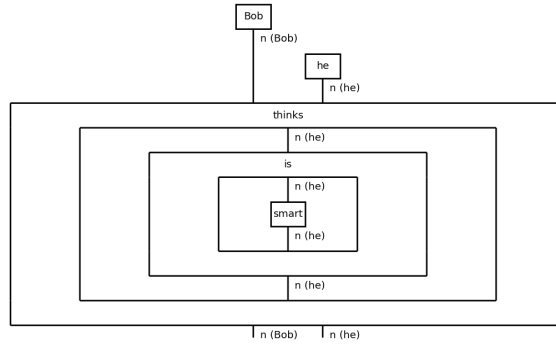 Bob
n (Bob)
he
n (he)
thinks
n (he)
is
n (he)
smart
n (he)
n (he)
n (Bob) n (he)